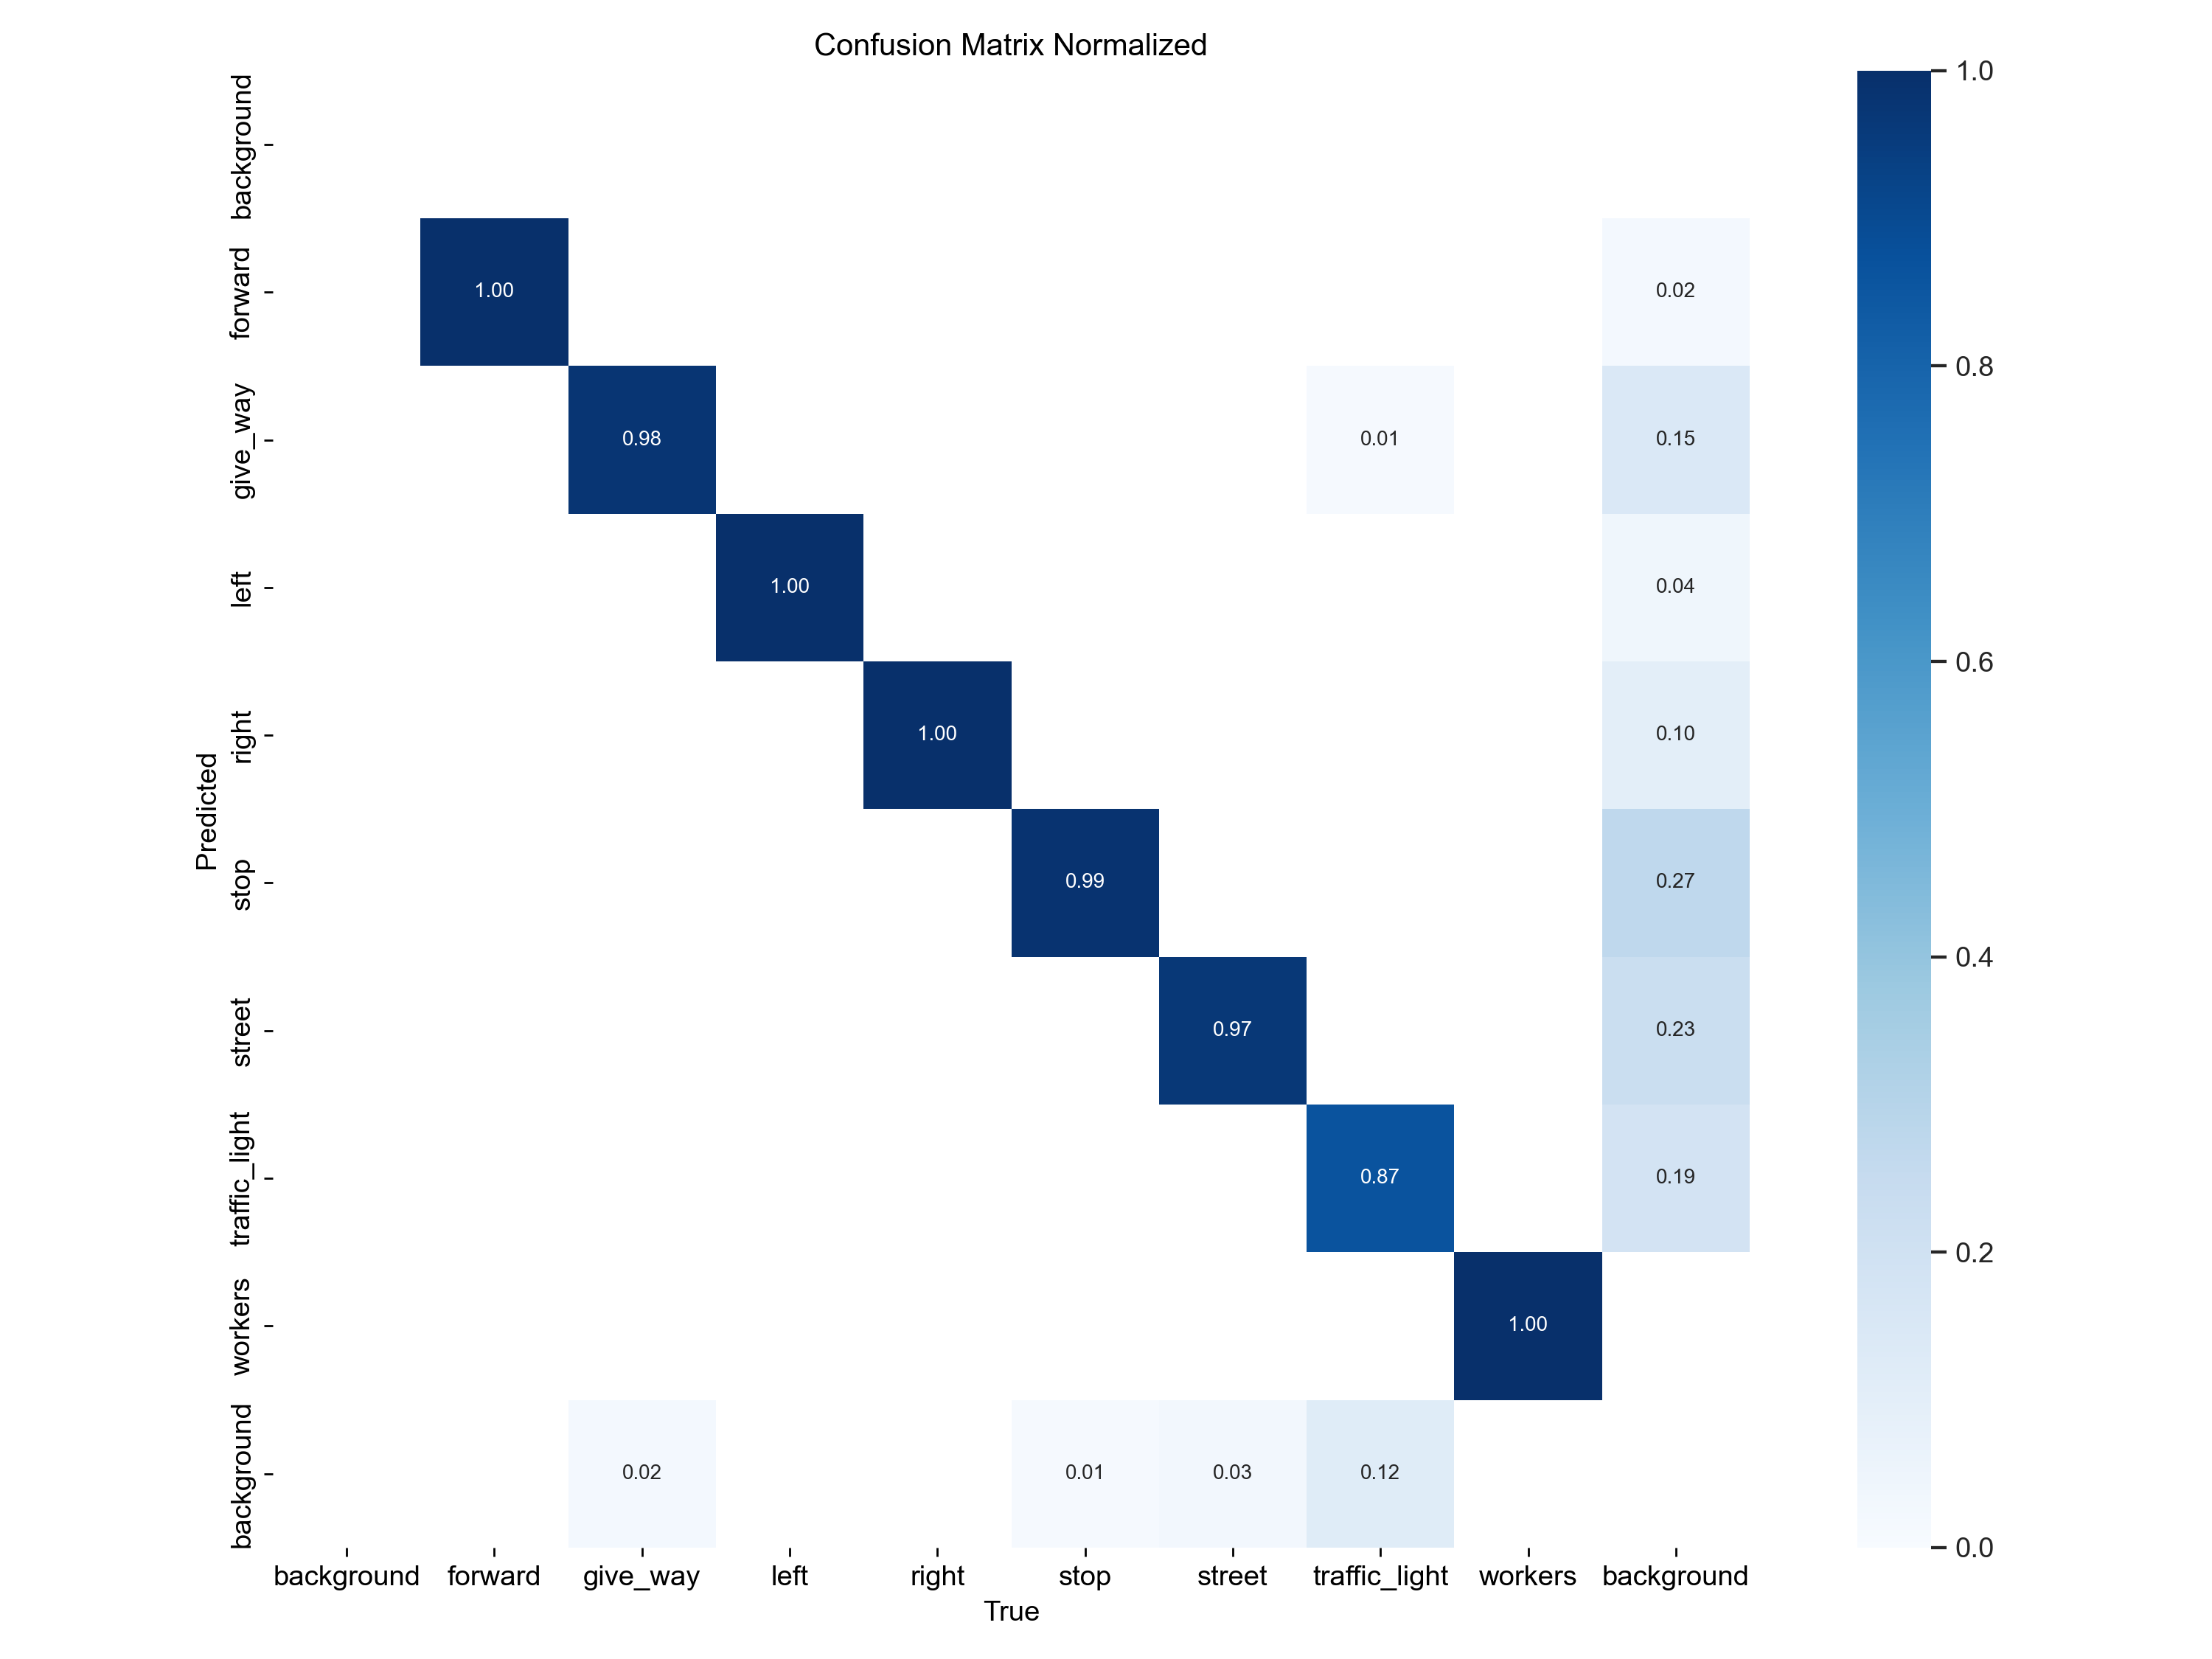 Confusion Matrix Normalized
background
forward 1.00 0.02
give_way 0.98 0.01 0.15
left 1.00 0.04
right 1.00 0.10
stop 0.99 0.27
street 0.97 0.23
traffic_light 0.87 0.19
workers 1.00
background 0.02 0.01 0.03 0.12
Predicted
background forward give_way left right stop street traffic_light workers background
True
1.0
0.8
0.6
0.4
0.2
0.0